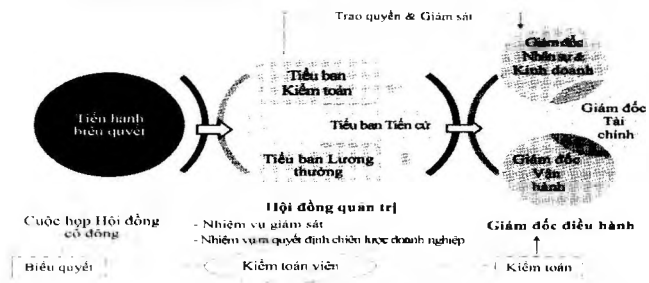 Trao quyền & Giám sát
Giám đốc
Nhân sự &
Kinh doanh
Tiểu ban
Kiểm toán
Giám đốc
Tài
chính
Tiến hành
biểu quyết
Tiểu ban Tiến cử
Tiểu ban Lương
thưởng
Giám đốc
Vận
hành
Hội đồng quản trị
Cuộc họp Hội đồng
cổ đông
- Nhiệm vụ giám sát
- Nhiệm vụ ra quyết định chiến lược doanh nghiệp
Giám đốc điều hành
Biểu quyết
Kiểm toán viên
Kiểm toán